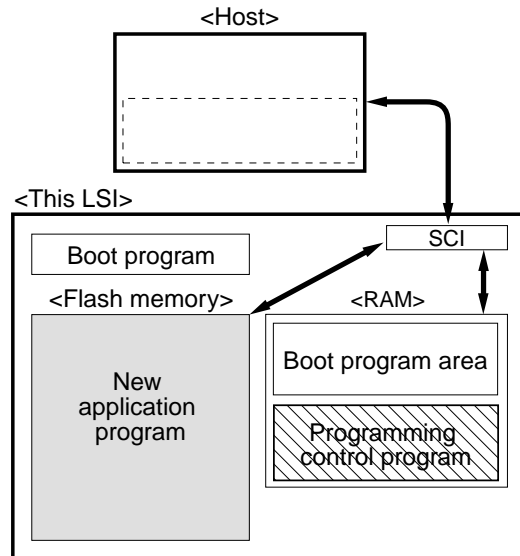 <Host>
<This LSI>
SCI
Boot program
<Flash memory>
<RAM>
New
application
program
Boot program area
Programming
control program